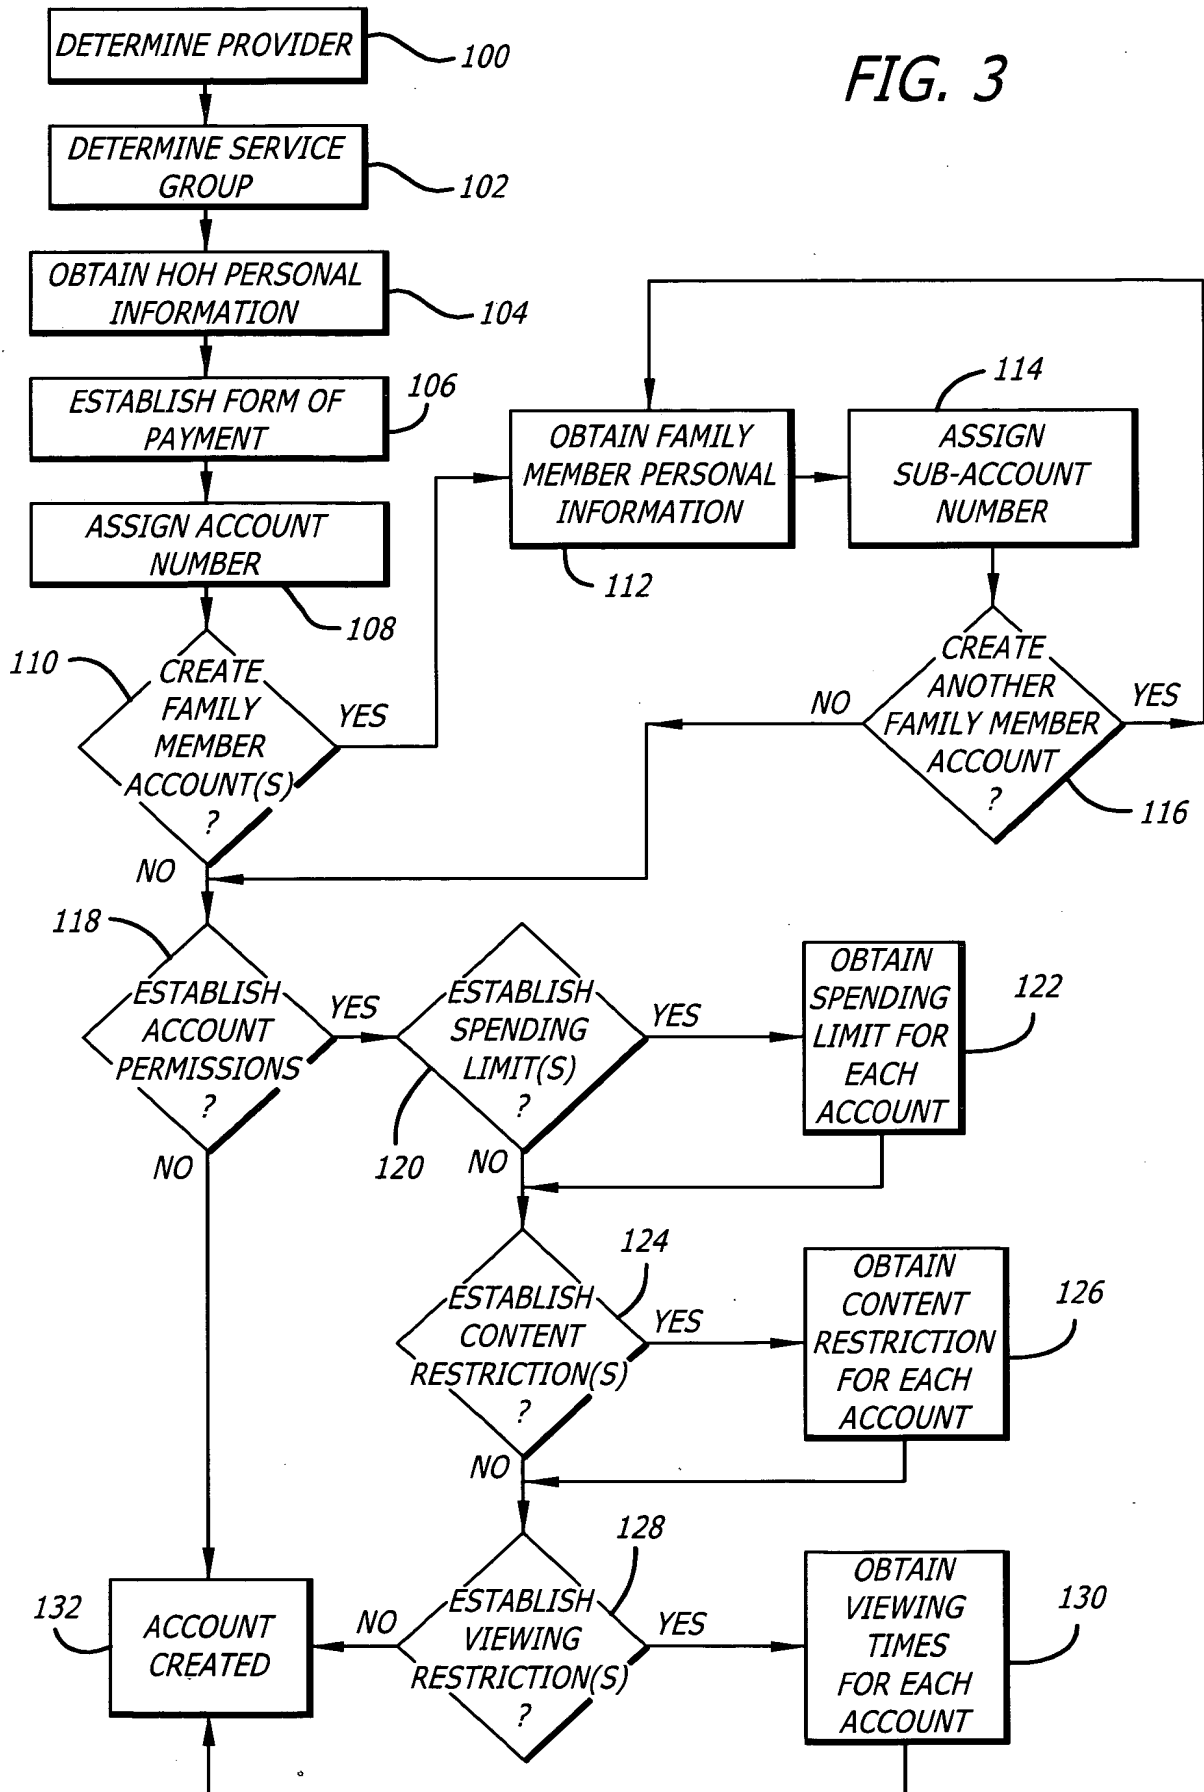 FIG. 3
DETERMINE PROVIDER
100
DETERMINE SERVICE
GROUP
102
OBTAIN HOH PERSONAL
INFORMATION
104
ESTABLISH FORM OF
PAYMENT
106
ASSIGN ACCOUNT
NUMBER
108
110
CREATE
FAMILY
MEMBER
ACCOUNT(S)
?
YES
NO
OBTAIN FAMILY
MEMBER PERSONAL
INFORMATION
112
114
ASSIGN
SUB-ACCOUNT
NUMBER
CREATE
ANOTHER
FAMILY MEMBER
ACCOUNT
?
NO
YES
116
118
ESTABLISH
ACCOUNT
PERMISSIONS
?
YES
NO
ESTABLISH
SPENDING
LIMIT(S)
?
120
YES
NO
OBTAIN
SPENDING
LIMIT FOR
EACH
ACCOUNT
122
124
ESTABLISH
CONTENT
RESTRICTION(S)
?
YES
NO
OBTAIN
CONTENT
RESTRICTION
FOR EACH
ACCOUNT
126
128
ESTABLISH
VIEWING
RESTRICTION(S)
?
NO
YES
OBTAIN
VIEWING
TIMES
FOR EACH
ACCOUNT
130
132
ACCOUNT
CREATED